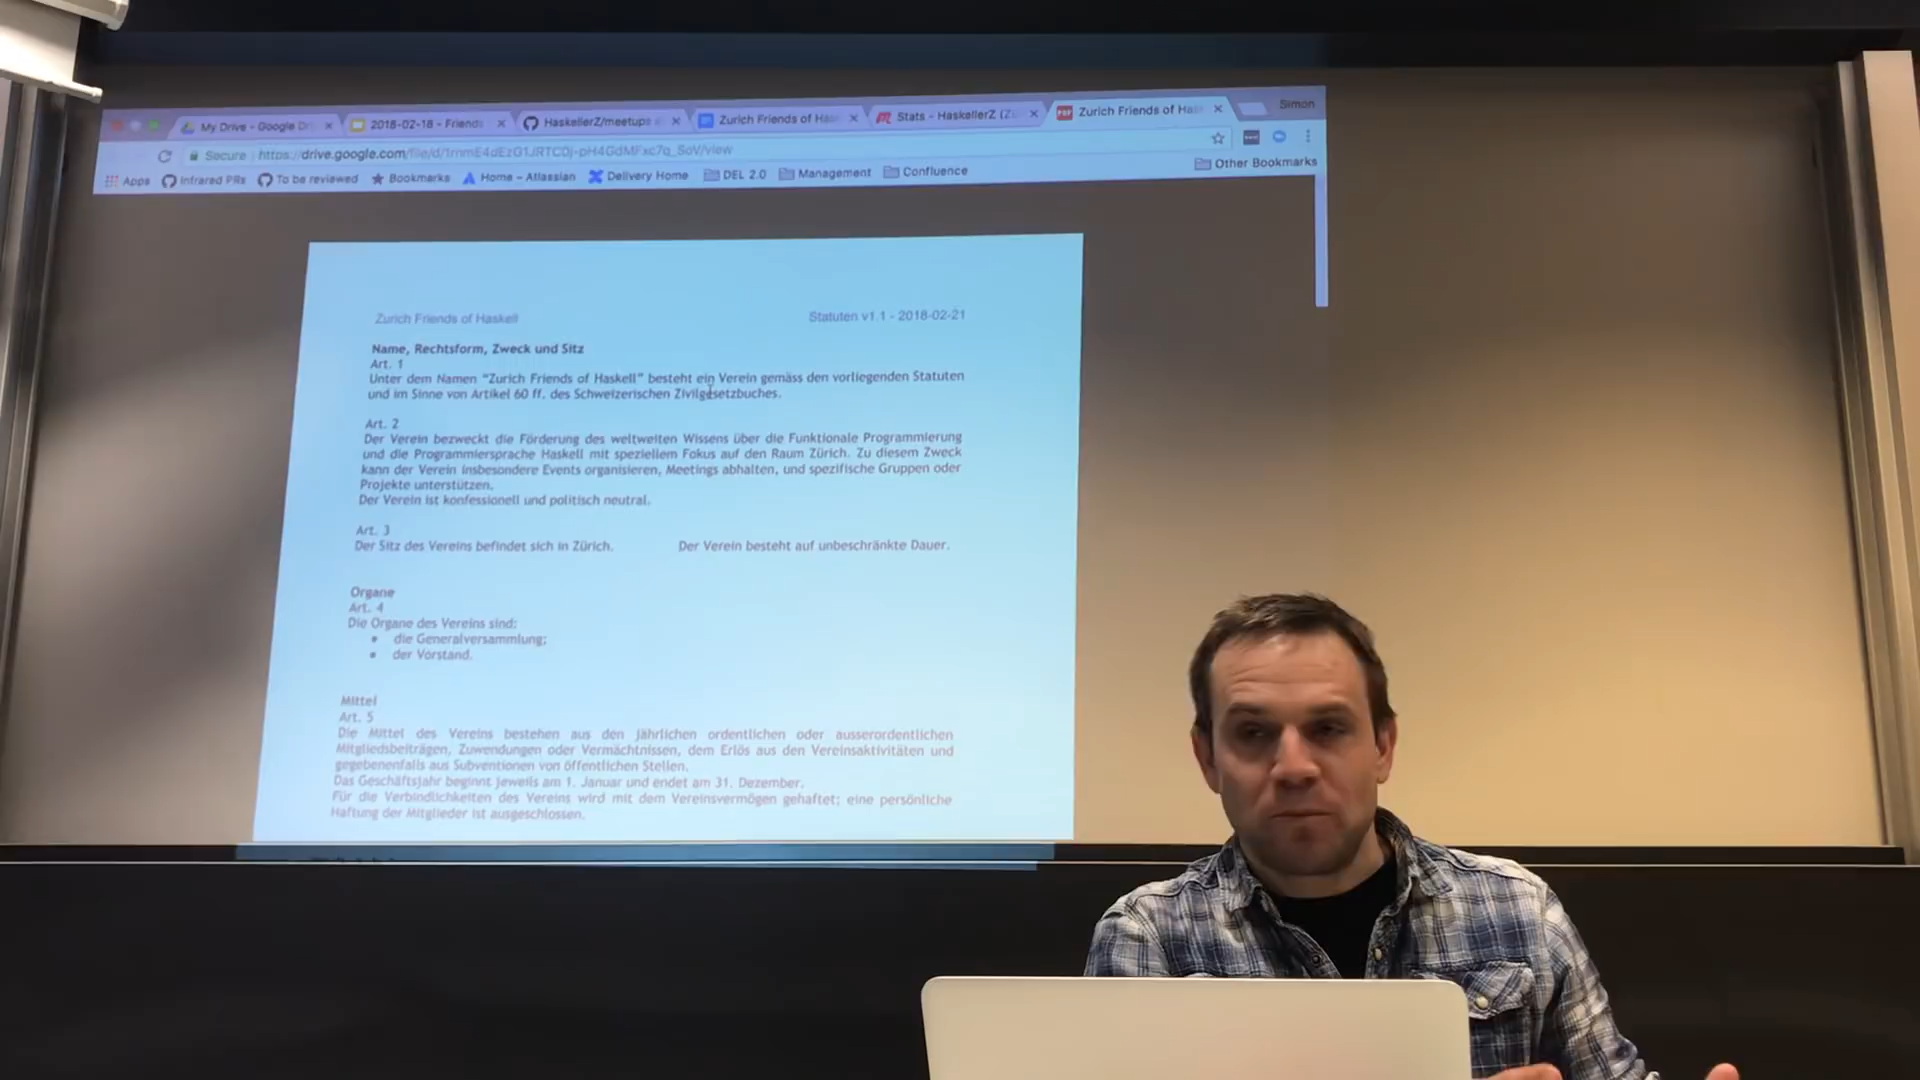 My Drive - Google Dr
2018-02-18 - Friends
HaskellerZ/meetups
Zurich Friends of Has
Stats - HaskellerZ (Zu
Zurich Friends of Hask
Simon
Secure
https://drive.google.com/file/d/
/view
Apps
Infrared PRs
To be reviewed
Bookmarks
Home - Atlassian
Delivery Home
DEL 2.0
Management
Confluence
Other Bookmarks
Zurich Friends of Haskell
Statuten v1.1 - 2018-02-21
Name, Rechtsform, Zweck und Sitz
Art. 1
Unter dem Namen “Zurich Friends of Haskell” besteht ein Verein gemäss den vorliegenden Statuten
und im Sinne von Artikel 60 ff. des Schweizerischen Zivilgesetzbuches.
Art. 2
Der Verein bezweckt die Förderung des weltweiten Wissens über die Funktionale Programmierung
und die Programmiersprache Haskell mit speziellem Fokus auf den Raum Zürich. Zu diesem Zweck
kann der Verein insbesondere Events organisieren, Meetings abhalten, und spezifische Gruppen oder
Projekte unterstützen.
Der Verein ist konfessionell und politisch neutral.
Art. 3
Der Sitz des Vereins befindet sich in Zürich. Der Verein besteht auf unbeschränkte Dauer.
Organe
Art. 4
Die Organe des Vereins sind:
▪ die Generalversammlung;
▪ der Vorstand.
Mittel
Art. 5
Die Mittel des Vereins bestehen aus den jährlichen ordentlichen oder ausserordentlichen
Mitgliedsbeiträgen, Zuwendungen oder Vermächtnissen, dem Erlös aus den Vereinsaktivitäten und
gegebenenfalls aus Subventionen von öffentlichen Stellen.
Das Geschäftsjahr beginnt jeweils am 1. Januar und endet am 31. Dezember.
Für die Verbindlichkeiten des Vereins wird mit dem Vereinsvermögen gehaftet; eine persönliche
Haftung der Mitglieder ist ausgeschlossen.